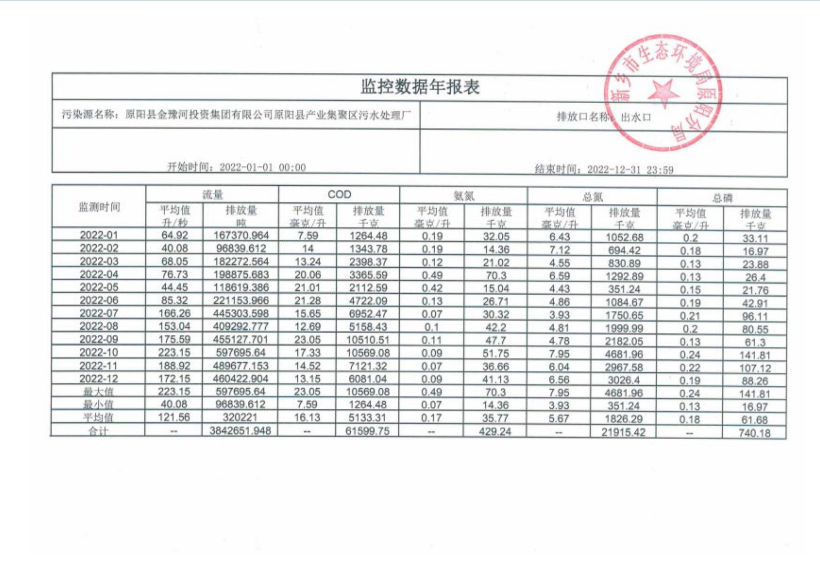 监控数据年报表
污染源名称：原阳县金豫河投资集团有限公司原阳县产业集聚区污水处理厂 排放口名称：出水口
开始时间：2022-01-01 00:00 结束时间：2022-12-31 23:59
新乡市生态环境局原阳分局
监测时间 流量 COD 氨氮 总氮 总磷
平均值 排放量 平均值 排放量 平均值 排放量 平均值 排放量 平均值 排放量
升/秒 吨 毫克/升 千克 毫克/升 千克 毫克/升 千克 毫克/升 千克
2022-01 64.92 167370.964 7.59 1264.48 0.19 32.05 6.43 1052.68 0.2 33.11
2022-02 40.08 96839.612 14 1343.78 0.19 14.36 7.12 694.42 0.18 16.97
2022-03 68.05 182272.564 13.24 2398.37 0.12 21.02 4.55 830.89 0.13 23.88
2022-04 76.73 198875.683 20.06 3365.59 0.49 70.3 6.59 1292.89 0.13 26.4
2022-05 44.45 118619.386 21.01 2112.59 0.42 15.04 4.43 351.24 0.15 21.76
2022-06 85.32 221153.966 21.28 4722.09 0.13 26.71 4.86 1084.67 0.19 42.91
2022-07 166.26 445303.598 15.65 6952.47 0.07 30.32 3.93 1750.65 0.21 96.11
2022-08 153.04 409292.777 12.69 5158.43 0.1 42.2 4.81 1999.99 0.2 80.55
2022-09 175.59 455127.701 23.05 10510.51 0.11 47.7 4.78 2182.05 0.13 61.3
2022-10 223.15 597695.64 17.33 10569.08 0.09 51.75 7.95 4681.96 0.24 141.81
2022-11 188.92 489677.153 14.52 7121.32 0.07 36.66 6.04 2967.58 0.22 107.12
2022-12 172.15 460422.904 13.15 6081.04 0.09 41.13 6.56 3026.4 0.19 88.26
最大值 223.15 597695.64 23.05 10569.08 0.49 70.3 7.95 4681.96 0.24 141.81
最小值 40.08 96839.612 7.59 1264.48 0.07 14.36 3.93 351.24 0.13 16.97
平均值 121.56 320221 16.13 5133.31 0.17 35.77 5.67 1826.29 0.18 61.68
合计 -- 3842651.948 -- 61599.75 -- 429.24 -- 21915.42 -- 740.18